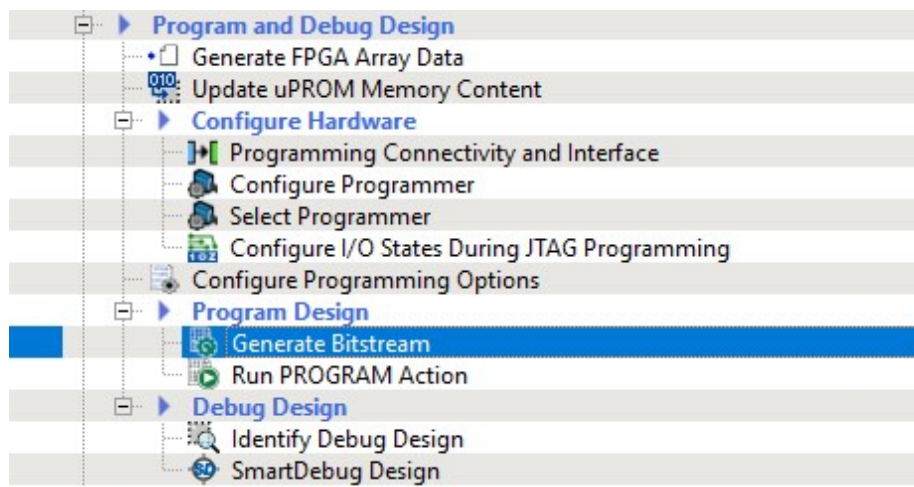 Program and Debug Design
Generate FPGA Array Data
Update uPROM Memory Content
Configure Hardware
Programming Connectivity and Interface
Configure Programmer
Select Programmer
Configure I/O States During JTAG Programming
Configure Programming Options
Program Design
Generate Bitstream
Run PROGRAM Action
Debug Design
Identify Debug Design
SmartDebug Design